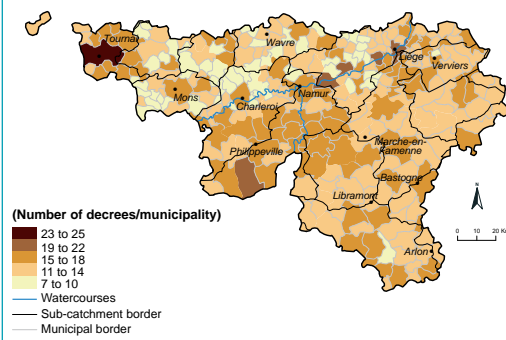 Tournai
Wavre
Liège
Verviers
Mons
Charleroi
Namur
Philippeville
Marche-en-
Famenne
Bastogne
Libramont
Arlon
N
0 10 20 Km
(Number of decrees/municipality)
23 to 25
19 to 22
15 to 18
11 to 14
7 to 10
Watercourses
Sub-catchment border
Municipal border